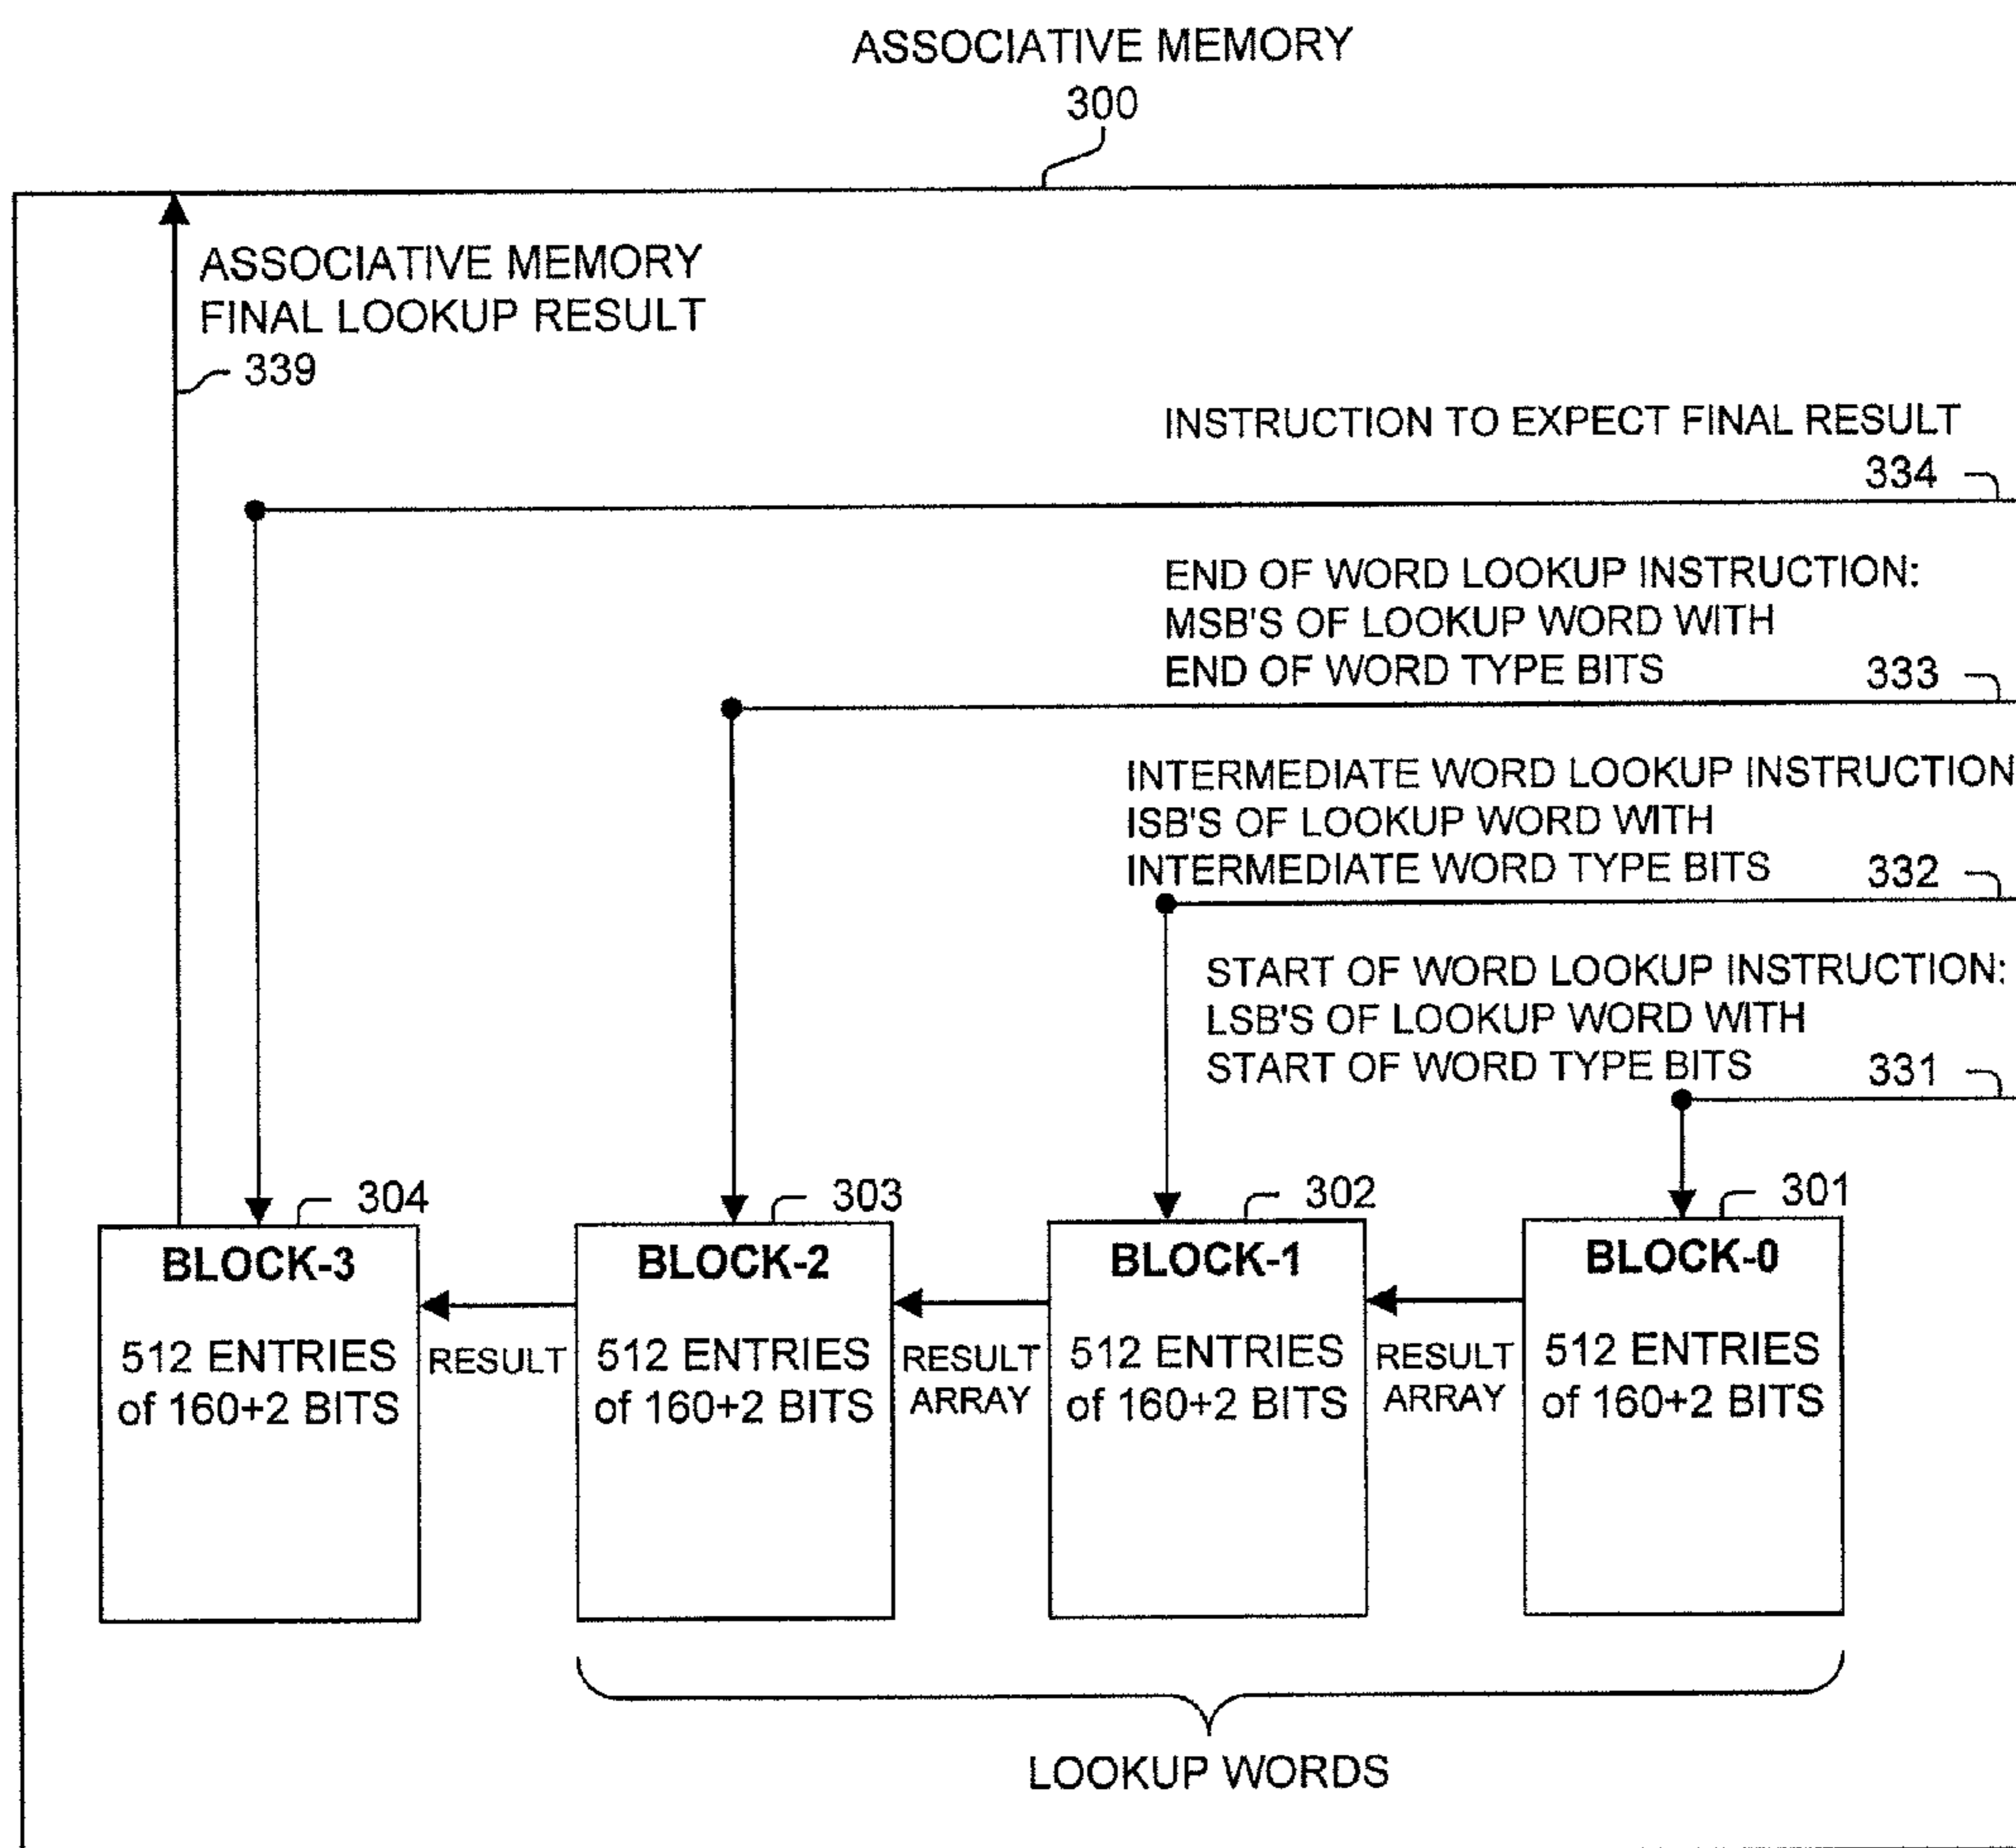 ASSOCIATIVE MEMORY
300
ASSOCIATIVE MEMORY
FINAL LOOKUP RESULT
339
INSTRUCTION TO EXPECT FINAL RESULT
334
END OF WORD LOOKUP INSTRUCTION:
MSB'S OF LOOKUP WORD WITH
END OF WORD TYPE BITS
333
INTERMEDIATE WORD LOOKUP INSTRUCTION
ISB'S OF LOOKUP WORD WITH
INTERMEDIATE WORD TYPE BITS
332
START OF WORD LOOKUP INSTRUCTION:
LSB'S OF LOOKUP WORD WITH
START OF WORD TYPE BITS
331
304
BLOCK-3
512 ENTRIES
of 160+2 BITS
RESULT
303
BLOCK-2
512 ENTRIES
of 160+2 BITS
RESULT
ARRAY
302
BLOCK-1
512 ENTRIES
of 160+2 BITS
RESULT
ARRAY
301
BLOCK-0
512 ENTRIES
of 160+2 BITS
LOOKUP WORDS